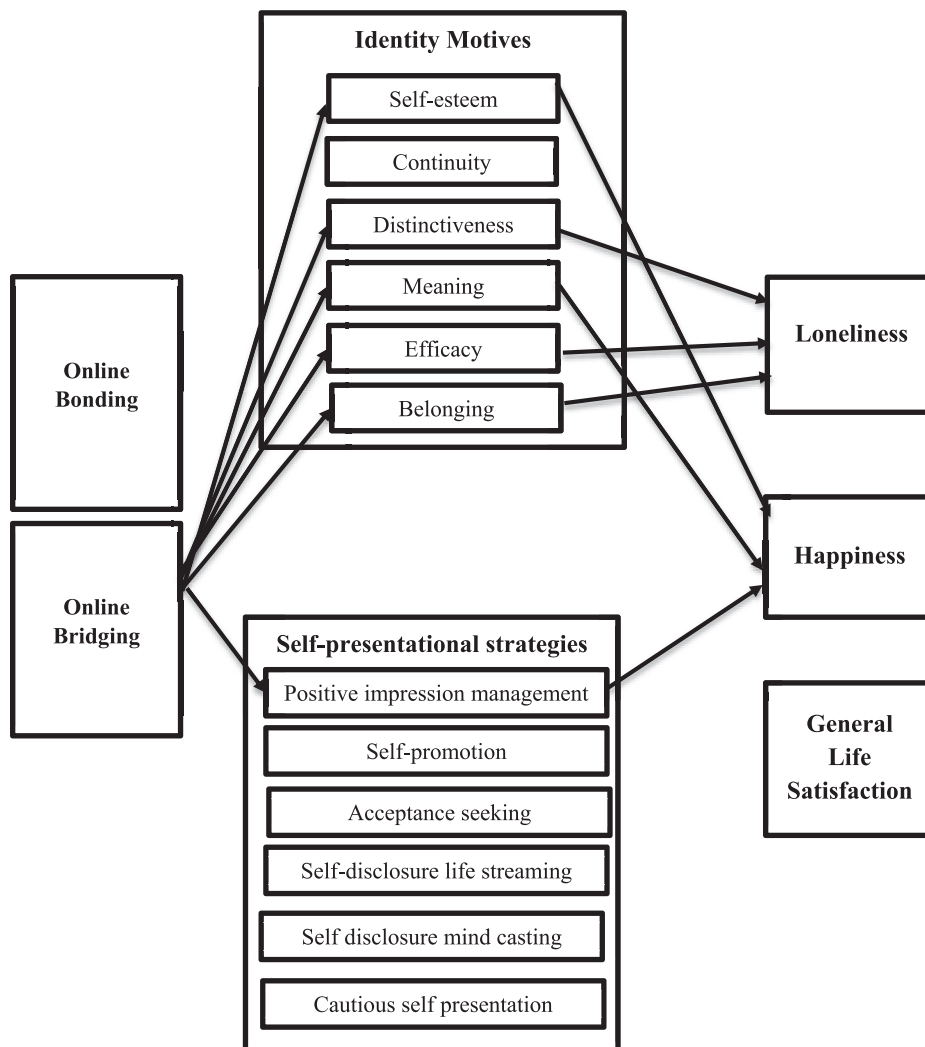 Identity Motives
Self-esteem
Continuity
Distinctiveness
Meaning
Efficacy
Belonging
Online
Bonding
Online
Bridging
Loneliness
Happiness
General
Life
Satisfaction
Self-presentational strategies
Positive impression management
Self-promotion
Acceptance seeking
Self-disclosure life streaming
Self disclosure mind casting
Cautious self presentation